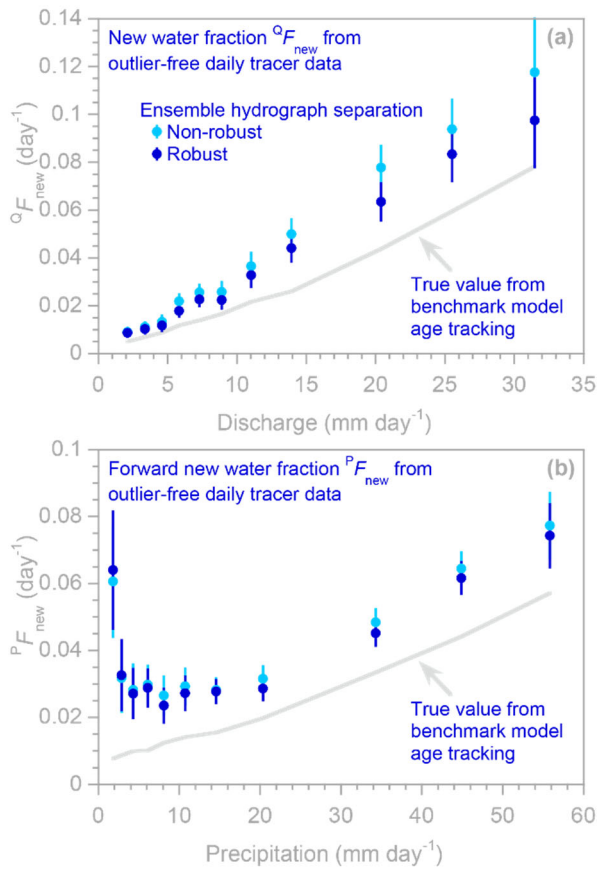 New water fraction ᵠFnew from
outlier-free daily tracer data
(a)
Ensemble hydrograph separation
Non-robust
Robust
True value from
benchmark model
age tracking
QFnew (day-1)
0.14
0.12
0.1
0.08
0.06
0.04
0.02
0
0 5 10 15 20 25 30 35
Discharge (mm day-1)
Forward new water fraction PFnew from
outlier-free daily tracer data
(b)
True value from
benchmark model
age tracking
PFnew (day-1)
0.1
0.08
0.06
0.04
0.02
0
0 10 20 30 40 50 60
Precipitation (mm day-1)